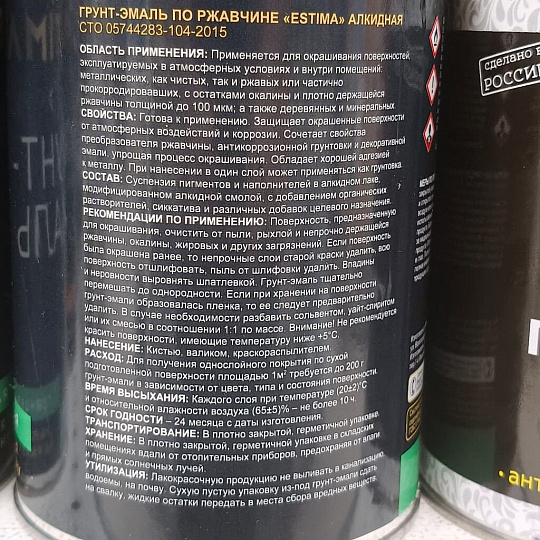 ГРУНТ-ЭМАЛЬ ПО РЖАВЧИНЕ «ESTIMA» АЛКИДНАЯ
СТО 05744283-104-2015
ОБЛАСТЬ ПРИМЕНЕНИЯ: Применяется для окрашивания поверхностей,
эксплуатируемых в атмосферных условиях и внутри помещений:
металлических, как чистых, так и ржавых или частично
прокорродировавших, с остатками окалины и плотно держащейся
ржавчины толщиной до 100 мкм; а также деревянных и минеральных.
СВОЙСТВА: Готова к применению. Защищает окрашенные поверхности
от атмосферных воздействий и коррозии. Сочетает свойства
преобразователя ржавчины, антикоррозионной грунтовки и декоративной
эмали, упрощая процесс окрашивания. Обладает хорошей адгезией
к металлу. При нанесении в один слой может применяться как грунтовка.
СОСТАВ: Суспензия пигментов и наполнителей в алкидном лаке,
модифицированном алкидной смолой, с добавлением органических
растворителей, сиккатива и различных добавок целевого назначения.
РЕКОМЕНДАЦИИ ПО ПРИМЕНЕНИЮ: Поверхность, предназначенную
для окрашивания, очистить от пыли, рыхлой и непрочно держащейся
ржавчины, окалины, жировых и других загрязнений. Если поверхность
была окрашена ранее, то непрочные слои старой краски удалить, всю
поверхность отшлифовать, пыль от шлифовки удалить. Впадины
и неровности выровнять шпатлевкой. Грунт-эмаль тщательно
перемешать до однородности. Если при хранении на поверхности
грунт-эмали образовалась пленка, то ее следует предварительно
удалить. В случае необходимости разбавить сольвентом, уайт-спиритом
или их смесью в соотношении 1:1 по массе. Внимание! Не рекомендуется
красить поверхности, имеющие температуру ниже +5°С.
НАНЕСЕНИЕ: Кистью, валиком, краскораспылителем.
РАСХОД: Для получения однослойного покрытия по сухой
подготовленной поверхности площадью 1м² требуется до 200 г
грунт-эмали в зависимости от цвета, типа и состояния поверхности.
ВРЕМЯ ВЫСЫХАНИЯ: Каждого слоя при температуре (20±2)°С
и относительной влажности воздуха (65±5)% – не более 10 ч.
СРОК ГОДНОСТИ – 24 месяца с даты изготовления.
ТРАНСПОРТИРОВАНИЕ: В плотно закрытой, герметичной упаковке.
ХРАНЕНИЕ: В плотно закрытой, герметичной упаковке в складских
помещениях вдали от отопительных приборов, предохраняя от влаги
и прямых солнечных лучей.
УТИЛИЗАЦИЯ: Лакокрасочную продукцию не выливать в канализацию,
водоемы, на почву. Сухую пустую упаковку из-под грунт-эмали сдать
на свалку, жидкие остатки передать в места сбора вредных веществ.
СДЕЛАНО В
РОССИИ